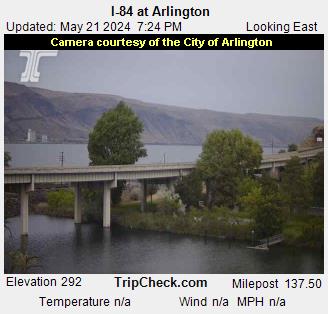 I-84 at Arlington
Updated: May 21 2024 7:24 PM Looking East
Camera courtesy of the City of Arlington
Elevation 292 TripCheck.com Milepost 137.50
Temperature n/a Wind n/a MPH n/a